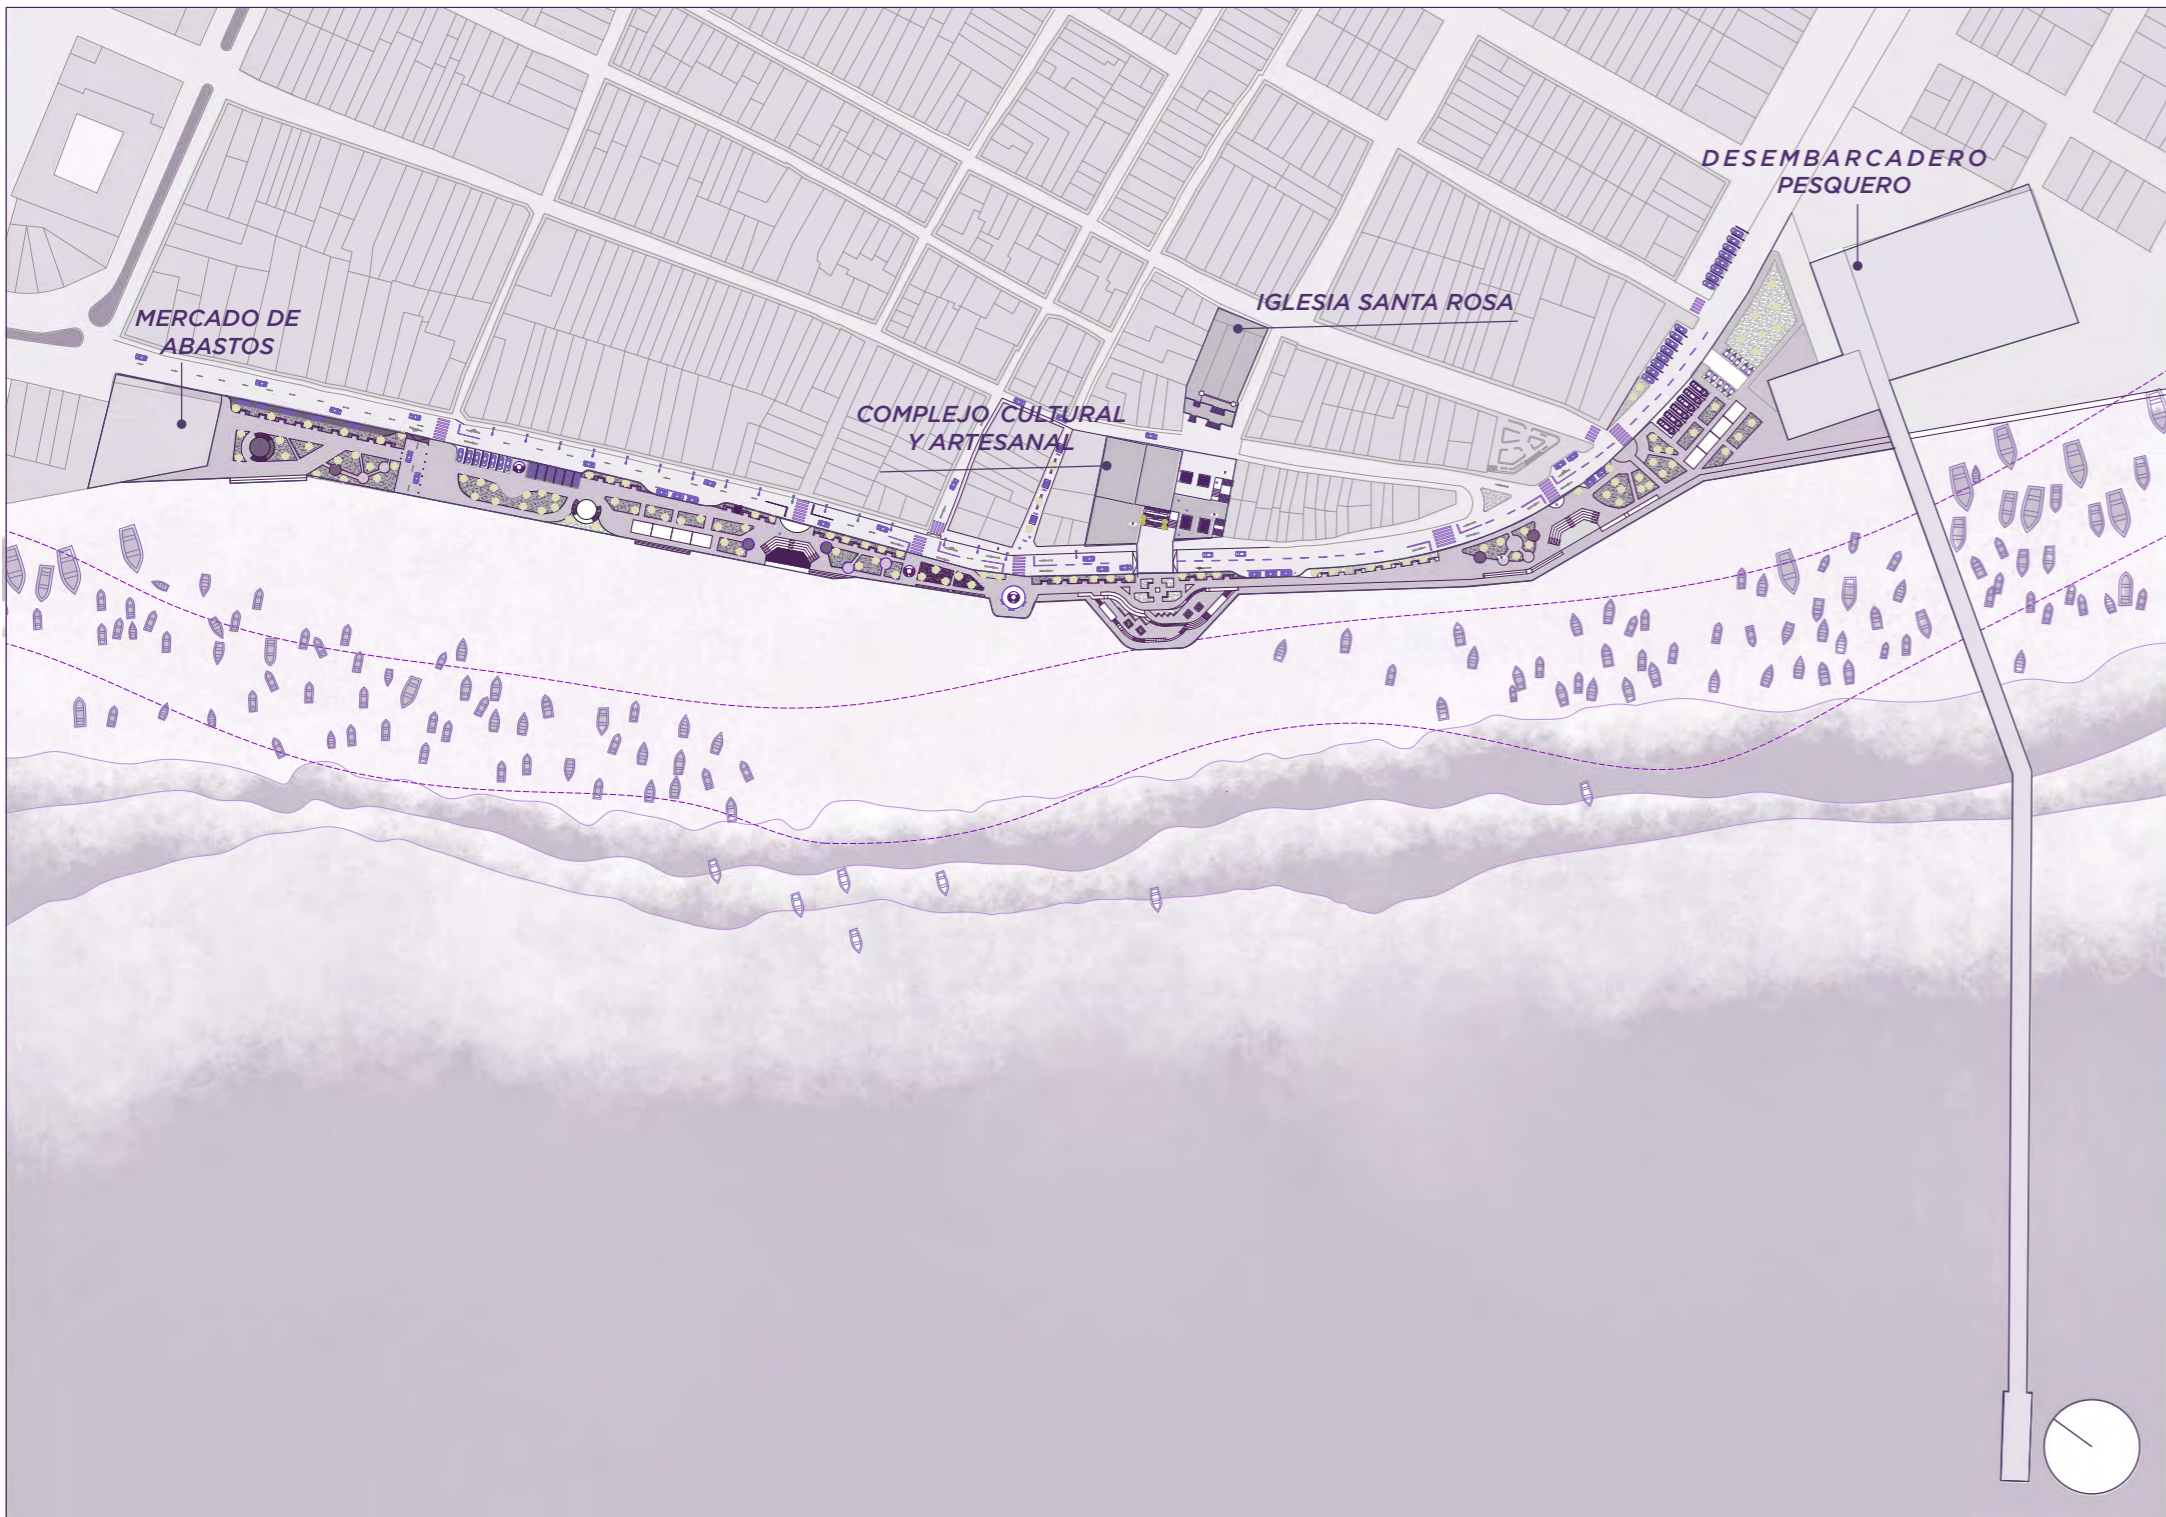 DESEMBARCADERO
PESQUERO
IGLESIA SANTA ROSA
MERCADO DE
ABASTOS
COMPLEJO CULTURAL
Y ARTESANAL